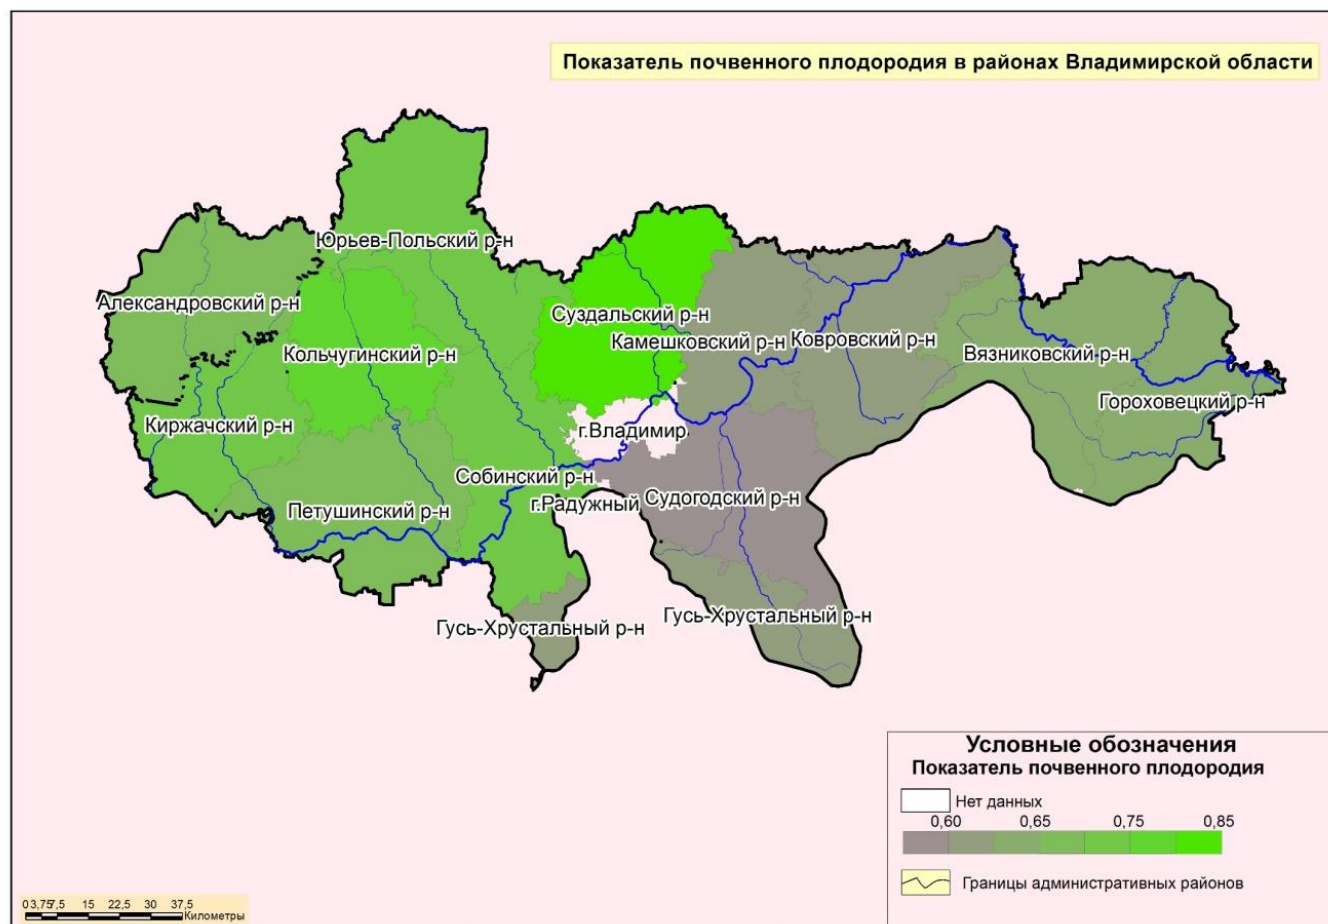 Показатель почвенного плодородия в районах Владимирской области
Юрьев-Польский р-н
Александровский р-н
Суздальский р-н
Камешковский р-н
Ковровский р-н
Кольчугинский р-н
Вязниковский р-н
Гороховецкий р-н
Киржачский р-н
г.Владимир
Собинский р-н
Судогодский р-н
г.Радужный
Петушинский р-н
Гусь-Хрустальный р-н
Гусь-Хрустальный р-н
Условные обозначения
Показатель почвенного плодородия
Нет данных
0,60 0,65 0,75 0,85
Границы административных районов
0 3,75 7,5 15 22,5 30 37,5
Километры